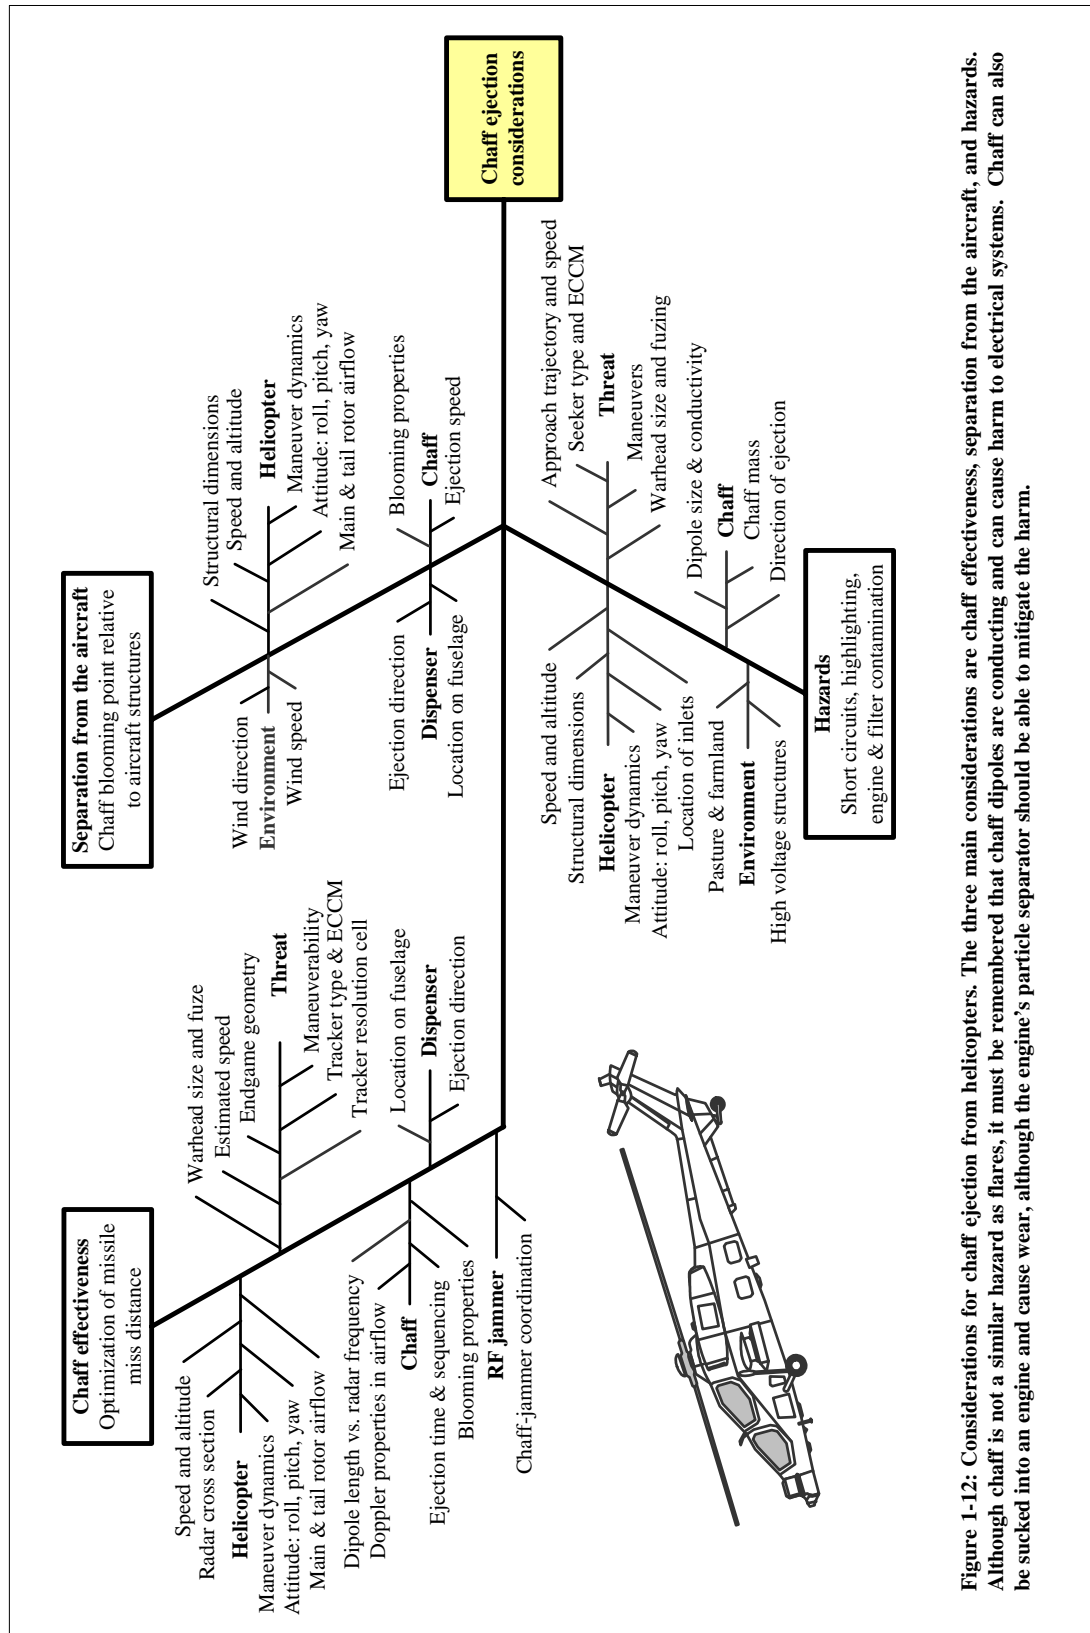 Chaff effectiveness
Optimization of missile
miss distance
Speed and altitude
Radar cross section
Helicopter
Maneuver dynamics
Attitude: roll, pitch, yaw
Main & tail rotor airflow
Warhead size and fuze
Estimated speed
Endgame geometry
Threat
Maneuverability
Tracker type & ECCM
Tracker resolution cell
Dipole length vs. radar frequency
Doppler properties in airflow
Chaff
Ejection time & sequencing
Blooming properties
Location on fuselage
Dispenser
Ejection direction
RF jammer
Chaff-jammer coordination
Separation from the aircraft
Chaff blooming point relative
to aircraft structures
Wind direction
Environment
Wind speed
Structural dimensions
Speed and altitude
Helicopter
Maneuver dynamics
Attitude: roll, pitch, yaw
Main & tail rotor airflow
Ejection direction
Dispenser
Location on fuselage
Blooming properties
Chaff
Ejection speed
Chaff ejection
considerations
Speed and altitude
Structural dimensions
Helicopter
Maneuver dynamics
Attitude: roll, pitch, yaw
Location of inlets
Approach trajectory and speed
Seeker type and ECCM
Threat
Maneuvers
Warhead size and fuzing
Pasture & farmland
Environment
High voltage structures
Dipole size & conductivity
Chaff
Chaff mass
Direction of ejection
Hazards
Short circuits, highlighting,
engine & filter contamination
Figure 1-12: Considerations for chaff ejection from helicopters. The three main considerations are chaff effectiveness, separation from the aircraft, and hazards.
Although chaff is not a similar hazard as flares, it must be remembered that chaff dipoles are conducting and can cause harm to electrical systems. Chaff can also
be sucked into an engine and cause wear, although the engine's particle separator should be able to mitigate the harm.